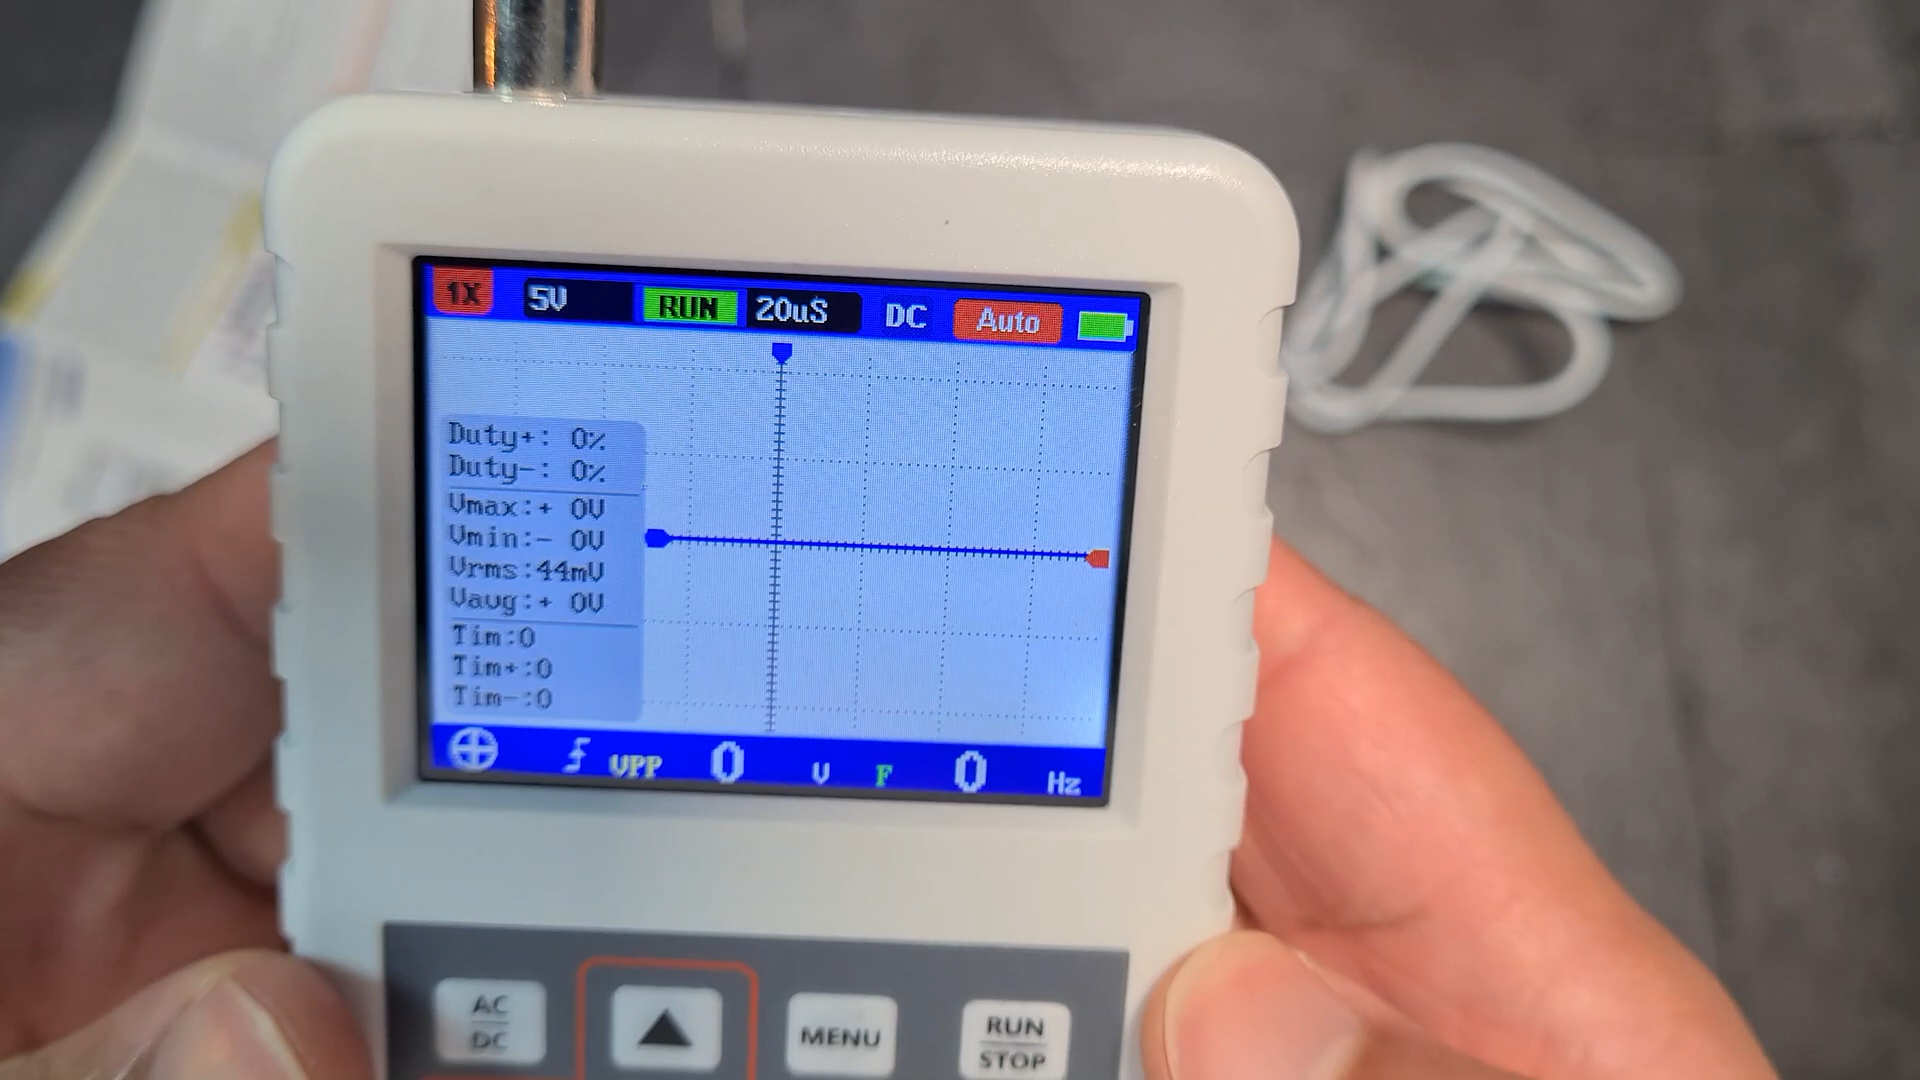 1X 5V RUN 20uS DC Auto
Duty+: 0%
Duty-: 0%
Vmax:+ 0V
Vmin:- 0V
Vrms:44mV
Vavg:+ 0V
Tim:0
Tim+:0
Tim-:0
VPP 0 V F 0 Hz
AC
DC
MENU
RUN
STOP